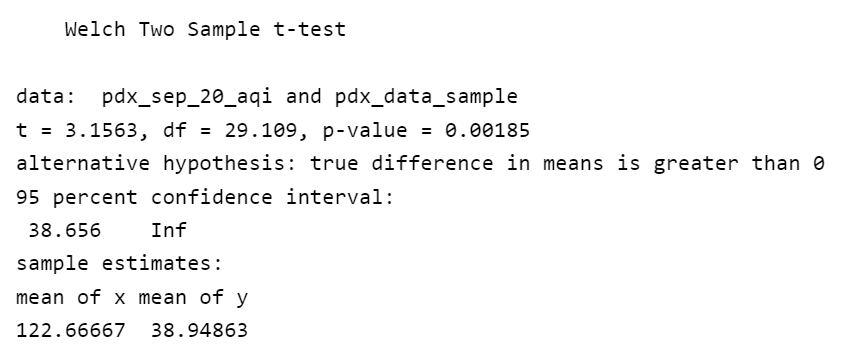 Welch Two Sample t-test
data: pdx_sep_20_aqi and pdx_data_sample
t = 3.1563, df = 29.109, p-value = 0.00185
alternative hypothesis: true difference in means is greater than 0
95 percent confidence interval:
38.656 Inf
sample estimates:
mean of x mean of y
122.66667 38.94863